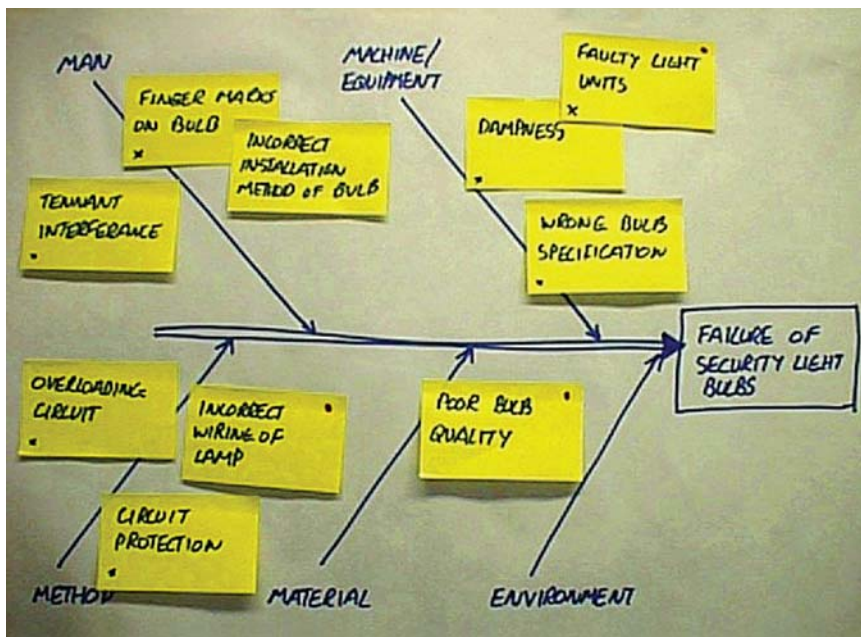 MAN
FINGER MARKS
ON BULB
INCORRECT
INSTALLATION
METHOD OF BULB
TENNANT
INTERFERANCE
MACHINE/
EQUIPMENT
FAULTY LIGHT
UNITS
DAMPNESS
WRONG BULB
SPECIFICATION
FAILURE OF
SECURITY LIGHT
BULBS
OVERLOADING
CIRCUIT
INCORRECT
WIRING OF
LAMP
CIRCUIT
PROTECTION
METHOD
POOR BULB
QUALITY
MATERIAL
ENVIRONMENT